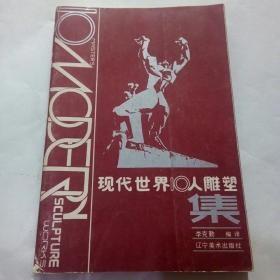 10 MODERN
MASTERS'
SCULPTURE
WORKS
现代世界10人雕塑
集
李克勤 编译
辽宁美术出版社